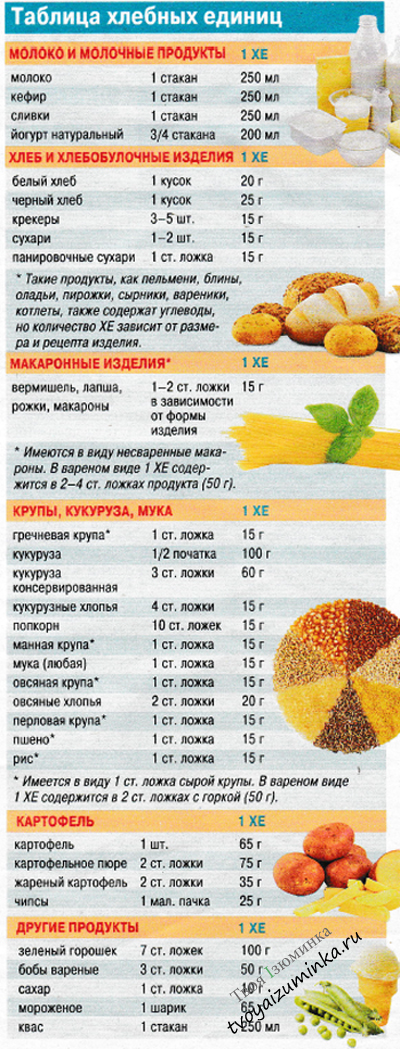 Таблица хлебных единиц
МОЛОКО И МОЛОЧНЫЕ ПРОДУКТЫ 1 ХЕ
молоко 1 стакан 250 мл
кефир 1 стакан 250 мл
сливки 1 стакан 250 мл
йогурт натуральный 3/4 стакана 200 мл
ХЛЕБ И ХЛЕБОБУЛОЧНЫЕ ИЗДЕЛИЯ 1 ХЕ
белый хлеб 1 кусок 20 г
черный хлеб 1 кусок 25 г
крекеры 3–5 шт. 15 г
сухари 1–2 шт. 15 г
панировочные сухари 1 ст. ложка 15 г
* Такие продукты, как пельмени, блины,
оладьи, пирожки, сырники, вареники,
котлеты, также содержат углеводы,
но количество ХЕ зависит от разме-
ра и рецепта изделия.
МАКАРОННЫЕ ИЗДЕЛИЯ* 1 ХЕ
вермишель, лапша, 1–2 ст. ложки 15 г
рожки, макароны в зависимости
от формы
изделия
* Имеются в виду несваренные мака-
роны. В вареном виде 1 ХЕ содер-
жится в 2–4 ст. ложках продукта (50 г).
КРУПЫ, КУКУРУЗА, МУКА 1 ХЕ
гречневая крупа* 1 ст. ложка 15 г
кукуруза 1/2 початка 100 г
кукуруза 3 ст. ложки 60 г
консервированная
кукурузные хлопья 4 ст. ложки 15 г
попкорн 10 ст. ложек 15 г
манная крупа* 1 ст. ложка 15 г
мука (любая) 1 ст. ложка 15 г
овсяная крупа* 1 ст. ложка 15 г
овсяные хлопья 2 ст. ложки 20 г
перловая крупа* 1 ст. ложка 15 г
пшено* 1 ст. ложка 15 г
рис* 1 ст. ложка 15 г
* Имеется в виду 1 ст. ложка сырой крупы. В вареном виде
1 ХЕ содержится в 2 ст. ложках с горкой (50 г).
КАРТОФЕЛЬ 1 ХЕ
картофель 1 шт. 65 г
картофельное пюре 2 ст. ложки 75 г
жареный картофель 2 ст. ложки 35 г
чипсы 1 мал. пачка 25 г
ДРУГИЕ ПРОДУКТЫ 1 ХЕ
зеленый горошек 7 ст. ложек 100 г
бобы вареные 3 ст. ложки 50 г
сахар 1 ст. ложка
мороженое 1 шарик 65 г
квас 1 стакан 250 мл
Твоя Iзюминка
tvoyaizuminka.ru